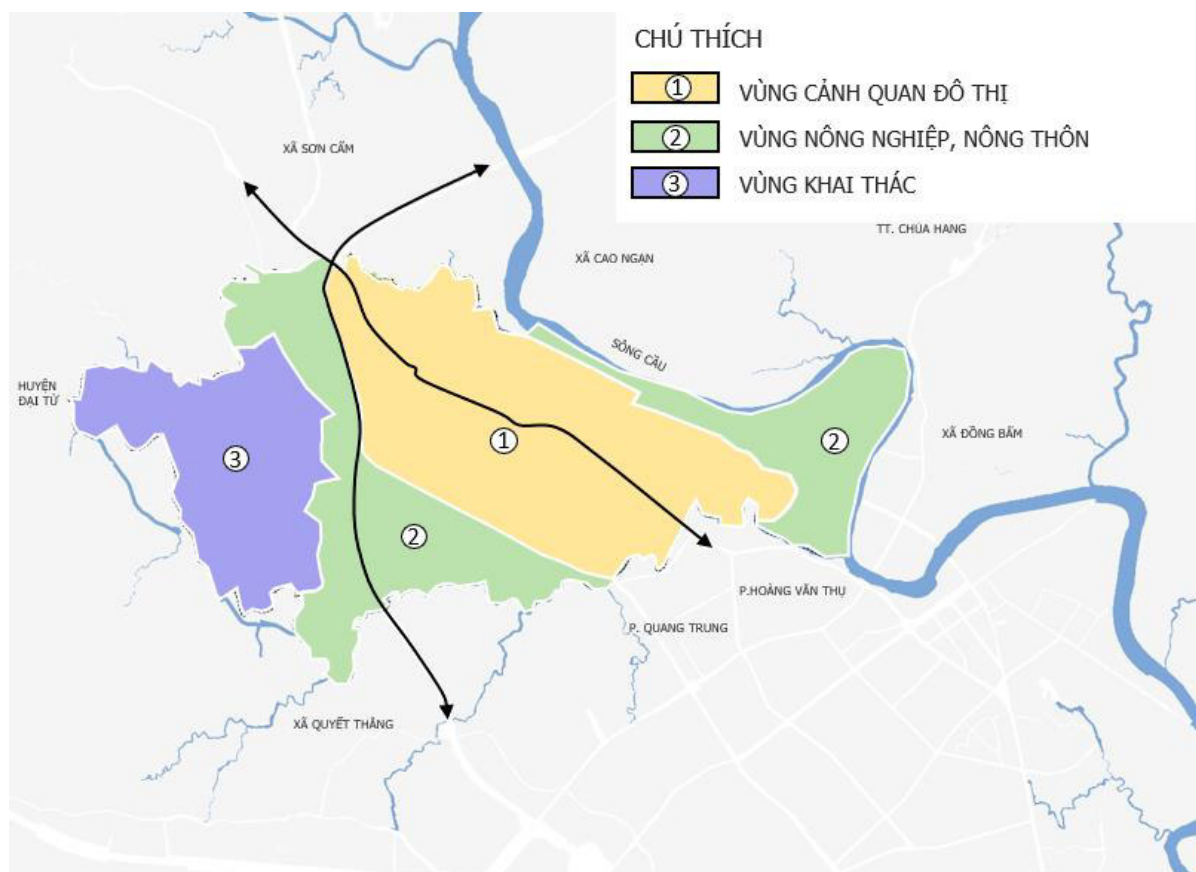 CHÚ THÍCH
① VÙNG CẢNH QUAN ĐÔ THỊ
② VÙNG NÔNG NGHIỆP, NÔNG THÔN
③ VÙNG KHAI THÁC
XÃ SƠN CẨM
TT. CHÙA HANG
XÃ CAO NGẠN
SÔNG CẦU
HUYỆN
ĐẠI TỪ
XÃ ĐỒNG BẨM
①
②
③
②
P.HOÀNG VĂN THỤ
P. QUANG TRUNG
XÃ QUYẾT THẮNG